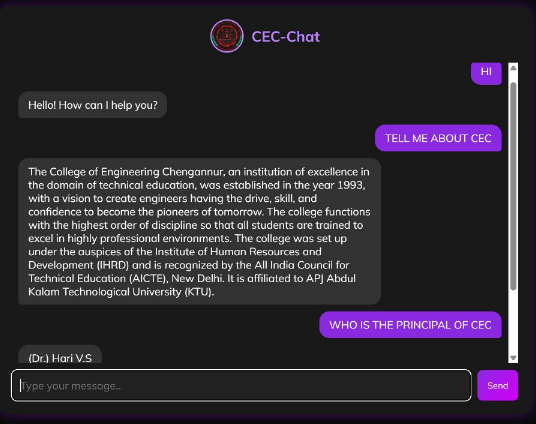 CEC-Chat
HI
Hello! How can I help you?
TELL ME ABOUT CEC
The College of Engineering Chengannur, an institution of excellence in
the domain of technical education, was established in the year 1993,
with a vision to create engineers having the drive, skill, and
confidence to become the pioneers of tomorrow. The college functions
with the highest order of discipline so that all students are trained to
excel in highly professional environments. The college was set up
under the auspices of the Institute of Human Resources and
Development (IHRD) and is recognized by the All India Council for
Technical Education (AICTE), New Delhi. It is affiliated to APJ Abdul
Kalam Technological University (KTU).
WHO IS THE PRINCIPAL OF CEC
(Dr.) Hari V.S
Type your message...
Send